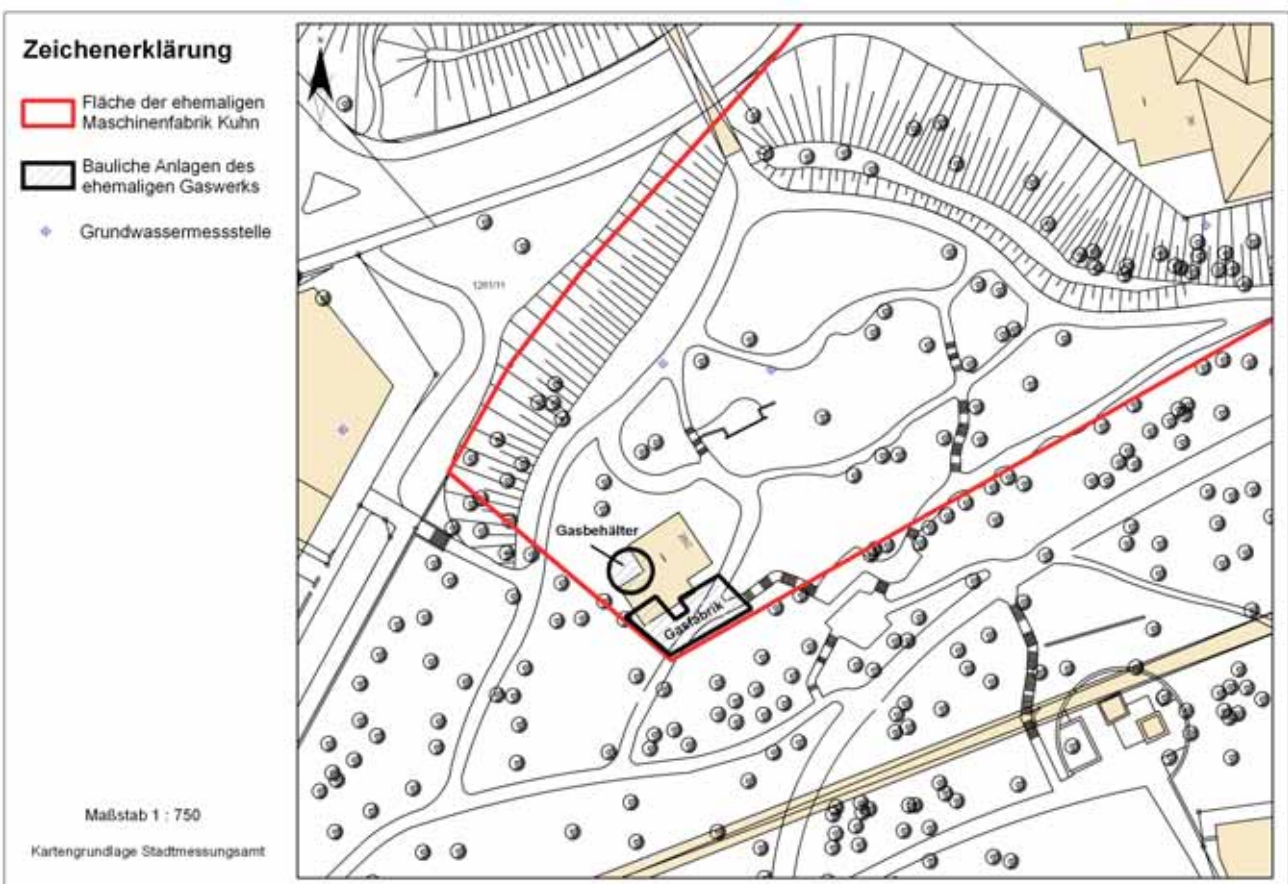 Zeichenerklärung
Fläche der ehemaligen
Maschinenfabrik Kuhn
Bauliche Anlagen des
ehemaligen Gaswerks
Grundwassermessstelle
Maßstab 1 : 750
Kartengrundlage Stadtmessungsamt
1261/11
Gasbehälter
Gasfabrik